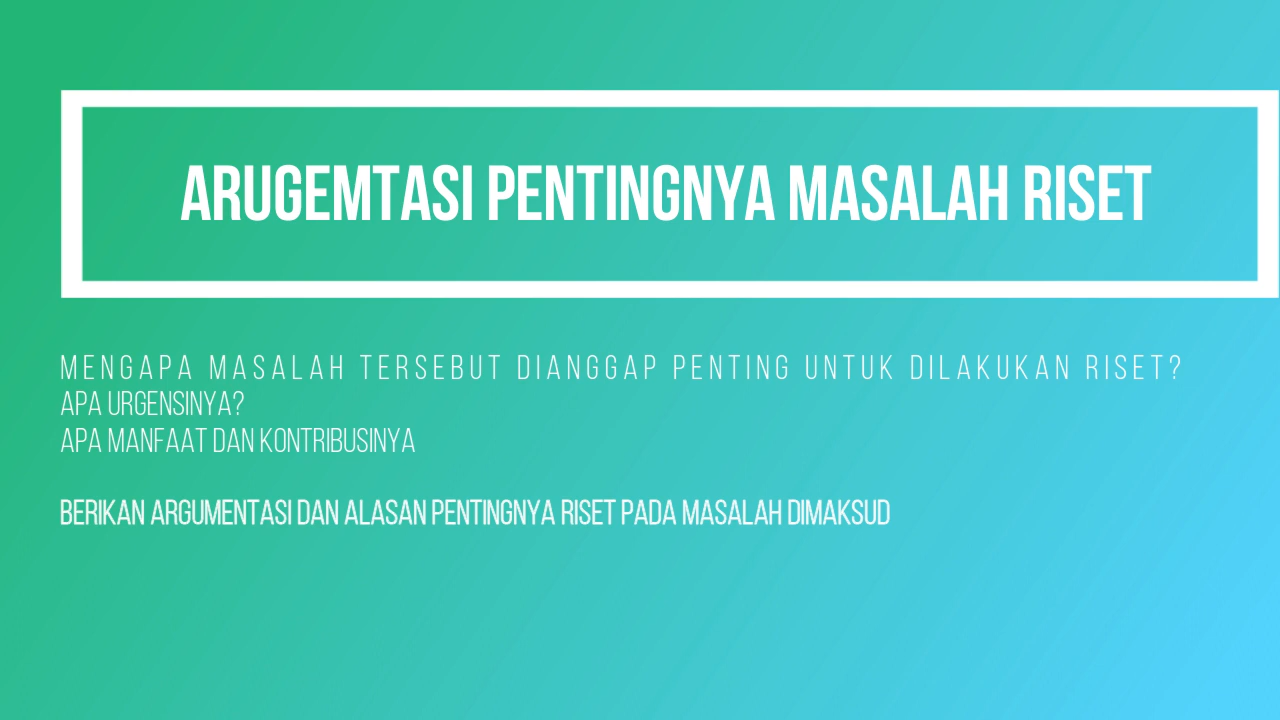 ARUGEMTASI PENTINGNYA MASALAH RISET
MENGAPA MASALAH TERSEBUT DIANGGAP PENTING UNTUK DILAKUKAN RISET?
APA URGENSINYA?
APA MANFAAT DAN KONTRIBUSINYA
BERIKAN ARGUMENTASI DAN ALASAN PENTINGNYA RISET PADA MASALAH DIMAKSUD